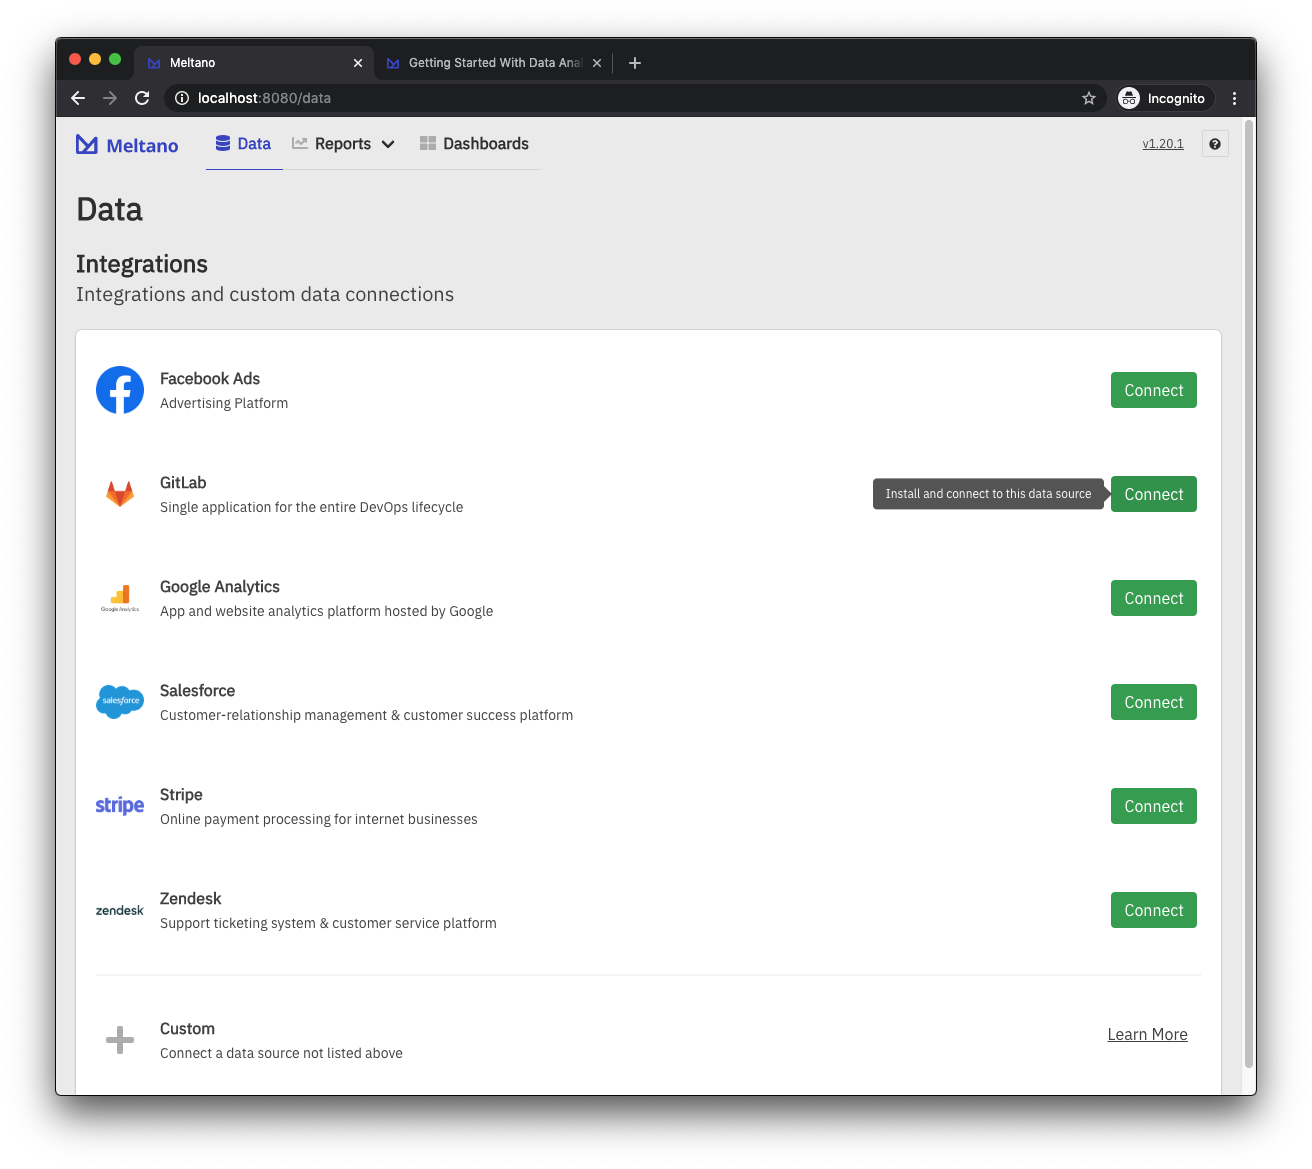 Meltano
Getting Started With Data Ana
localhost:8080/data
Incognito
Meltano
Data
Reports
Dashboards
v1.20.1
?
Data
Integrations
Integrations and custom data connections
Facebook Ads
Advertising Platform
Connect
GitLab
Single application for the entire DevOps lifecycle
Install and connect to this data source
Connect
Google Analytics
Google Analytics
App and website analytics platform hosted by Google
Connect
salesforce
Salesforce
Customer-relationship management & customer success platform
Connect
stripe
Stripe
Online payment processing for internet businesses
Connect
zendesk
Zendesk
Support ticketing system & customer service platform
Connect
Custom
Connect a data source not listed above
Learn More